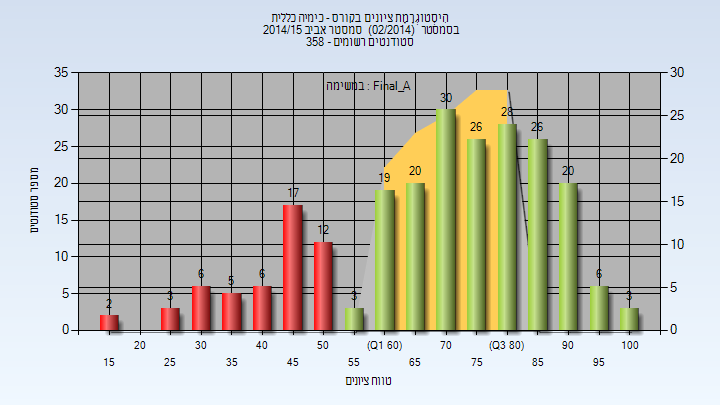 הִיסְטוֹגְרָמַת ציונים בקורס - כימיה כללית
בסמסטר (02/2014) סמסטר אביב 2014/15
סטודנטים רשומים - 358
במשימה : Final_A
35 30 25 20 15 10 5 0
30 25 20 15 10 5 0
מספר סטודנטים
2 3 6 5 6 17 12 3 19 20 30 26 28 26 20 6 3
20 30 40 50 (Q1 60) 70 (Q3 80) 90 100
15 25 35 45 55 65 75 85 95
טווח ציונים